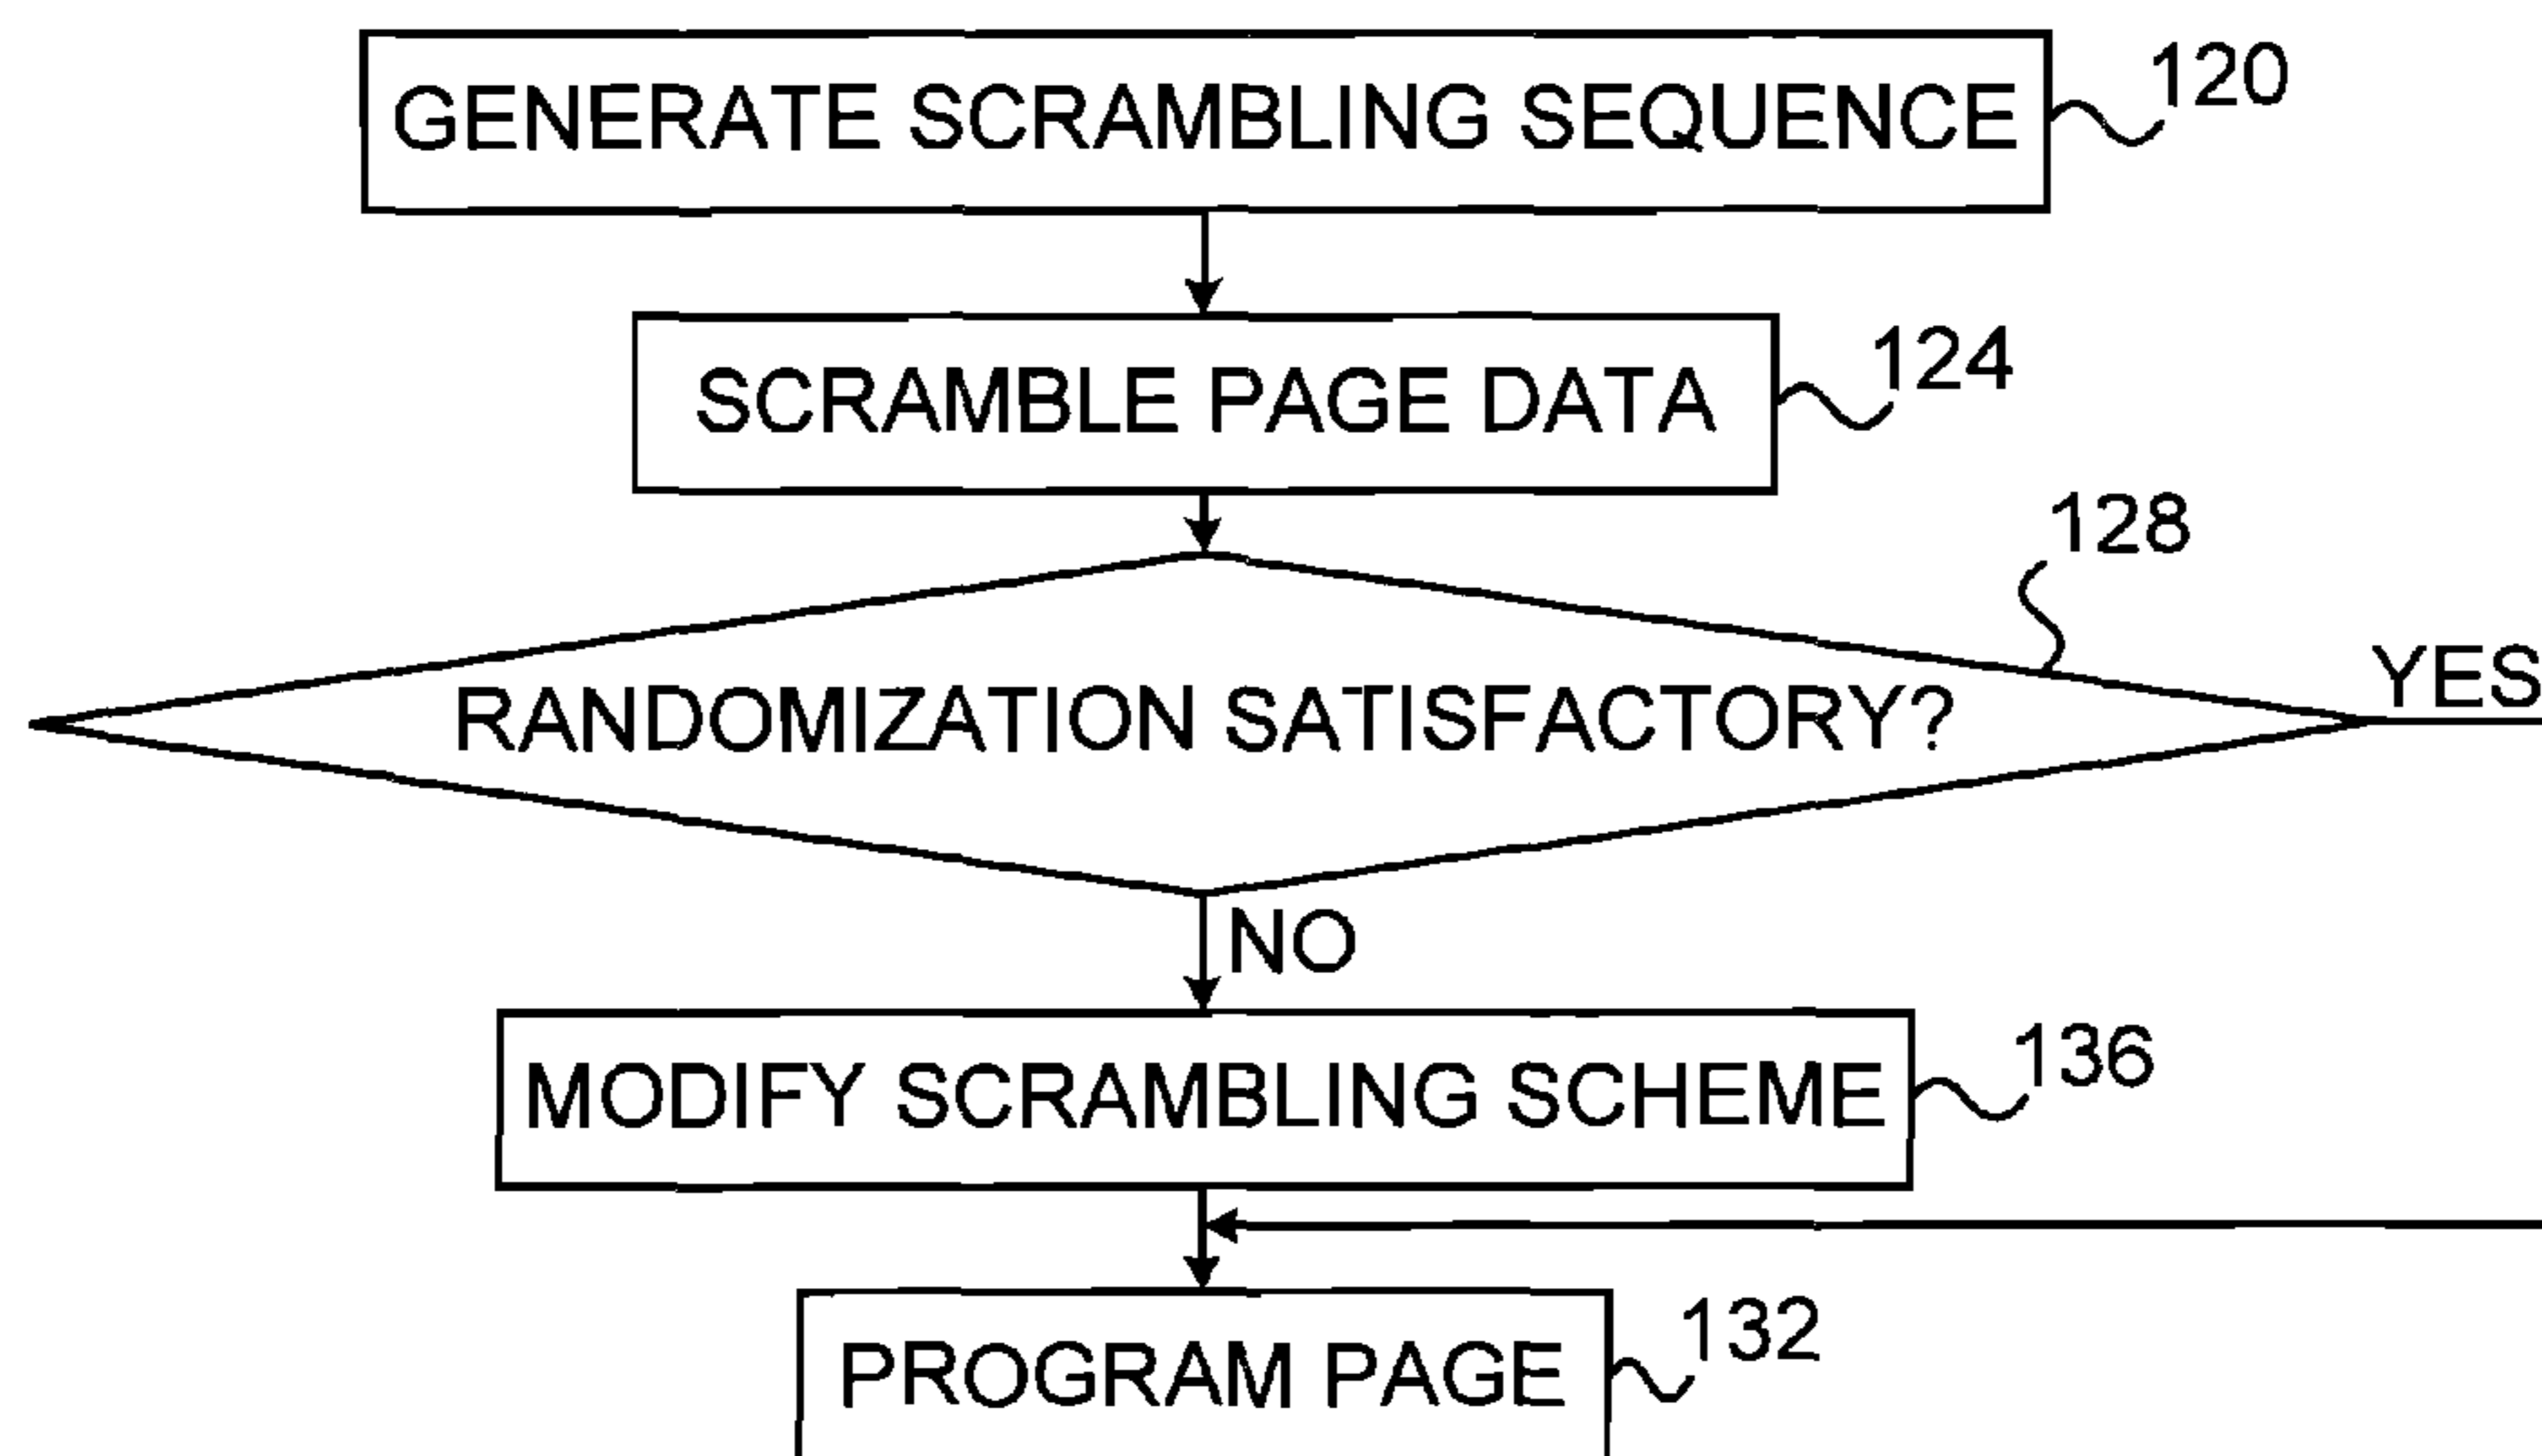 GENERATE SCRAMBLING SEQUENCE
120
SCRAMBLE PAGE DATA
124
128
RANDOMIZATION SATISFACTORY?
YES
NO
MODIFY SCRAMBLING SCHEME
136
PROGRAM PAGE
132